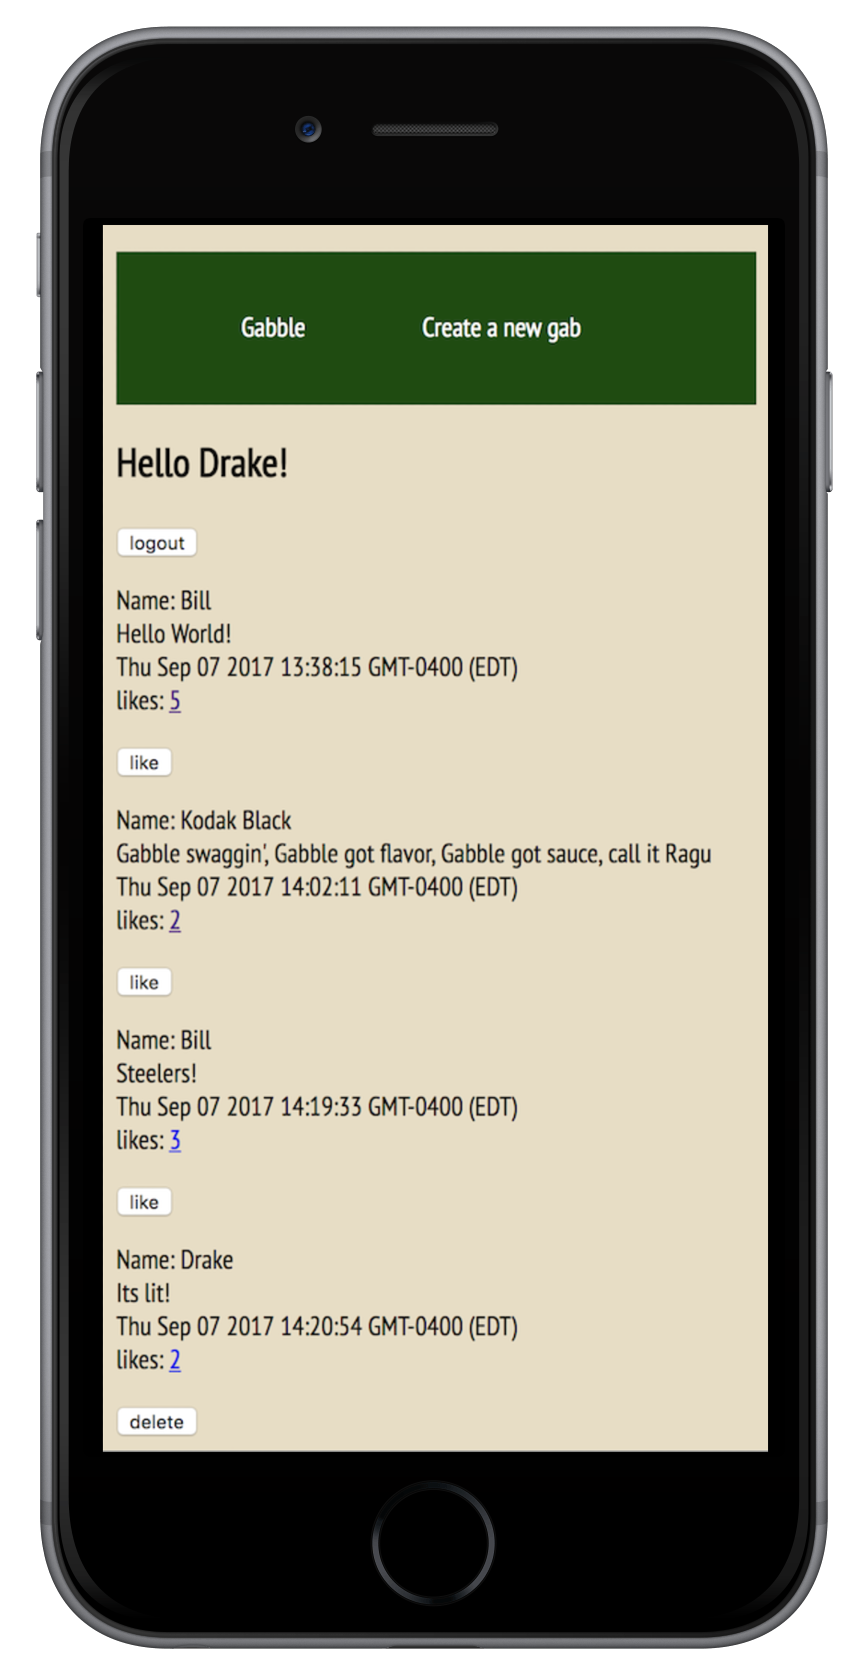 Gabble Create a new gab
Hello Drake!
logout
Name: Bill
Hello World!
Thu Sep 07 2017 13:38:15 GMT-0400 (EDT)
likes: 5
like
Name: Kodak Black
Gabble swaggin', Gabble got flavor, Gabble got sauce, call it Ragu
Thu Sep 07 2017 14:02:11 GMT-0400 (EDT)
likes: 2
like
Name: Bill
Steelers!
Thu Sep 07 2017 14:19:33 GMT-0400 (EDT)
likes: 3
like
Name: Drake
Its lit!
Thu Sep 07 2017 14:20:54 GMT-0400 (EDT)
likes: 2
delete